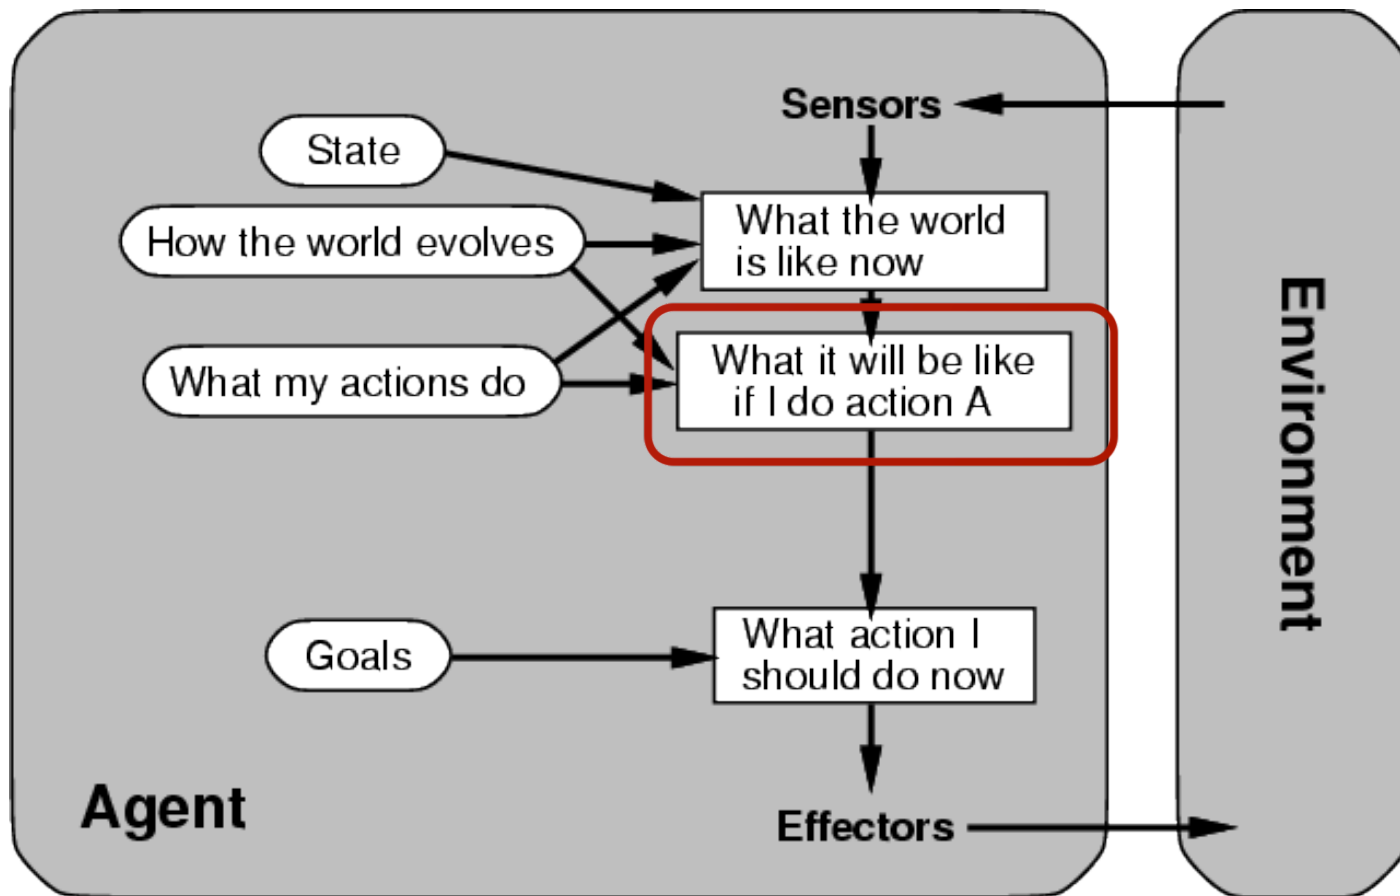 Sensors
State
What the world
is like now
How the world evolves
What it will be like
if I do action A
What my actions do
Environment
What action I
should do now
Goals
Agent
Effectors